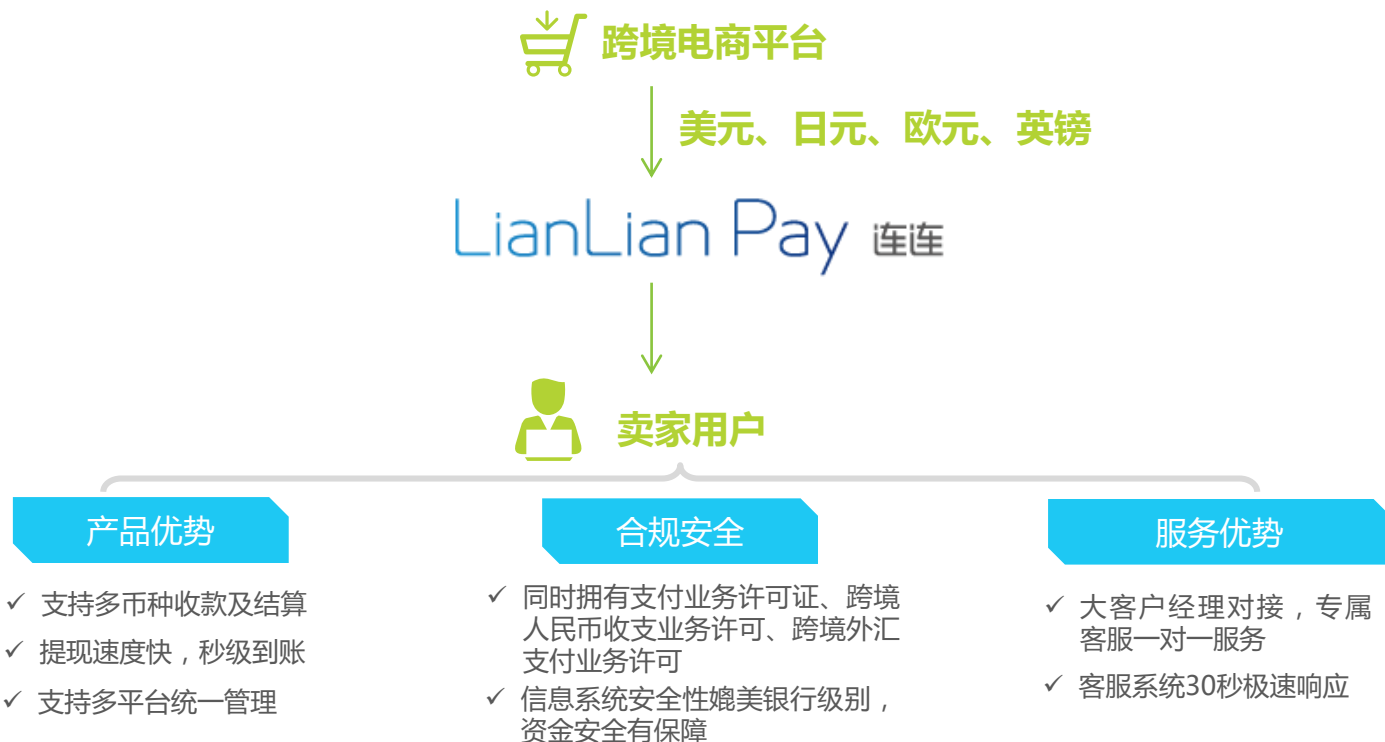 跨境电商平台
美元、日元、欧元、英镑
LianLian Pay 连连
卖家用户
产品优势
✓ 支持多币种收款及结算
✓ 提现速度快，秒级到账
✓ 支持多平台统一管理
合规安全
✓ 同时拥有支付业务许可证、跨境
人民币收支业务许可、跨境外汇
支付业务许可
✓ 信息系统安全性媲美银行级别，
资金安全有保障
服务优势
✓ 大客户经理对接，专属
客服一对一服务
✓ 客服系统30秒极速响应